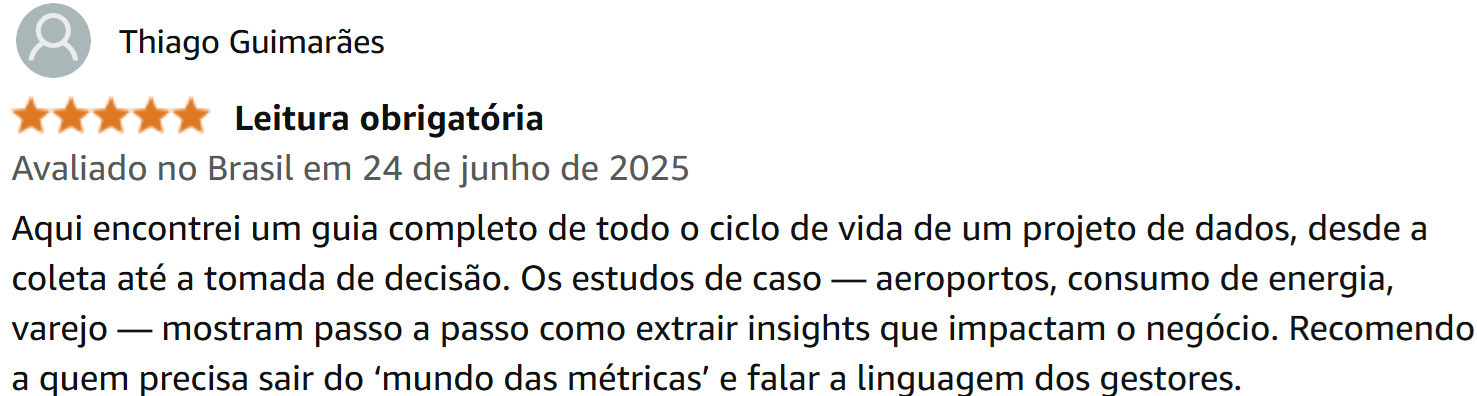 Thiago Guimarães
Leitura obrigatória
Avaliado no Brasil em 24 de junho de 2025
Aqui encontrei um guia completo de todo o ciclo de vida de um projeto de dados, desde a
coleta até a tomada de decisão. Os estudos de caso — aeroportos, consumo de energia,
varejo — mostram passo a passo como extrair insights que impactam o negócio. Recomendo
a quem precisa sair do ‘mundo das métricas’ e falar a linguagem dos gestores.